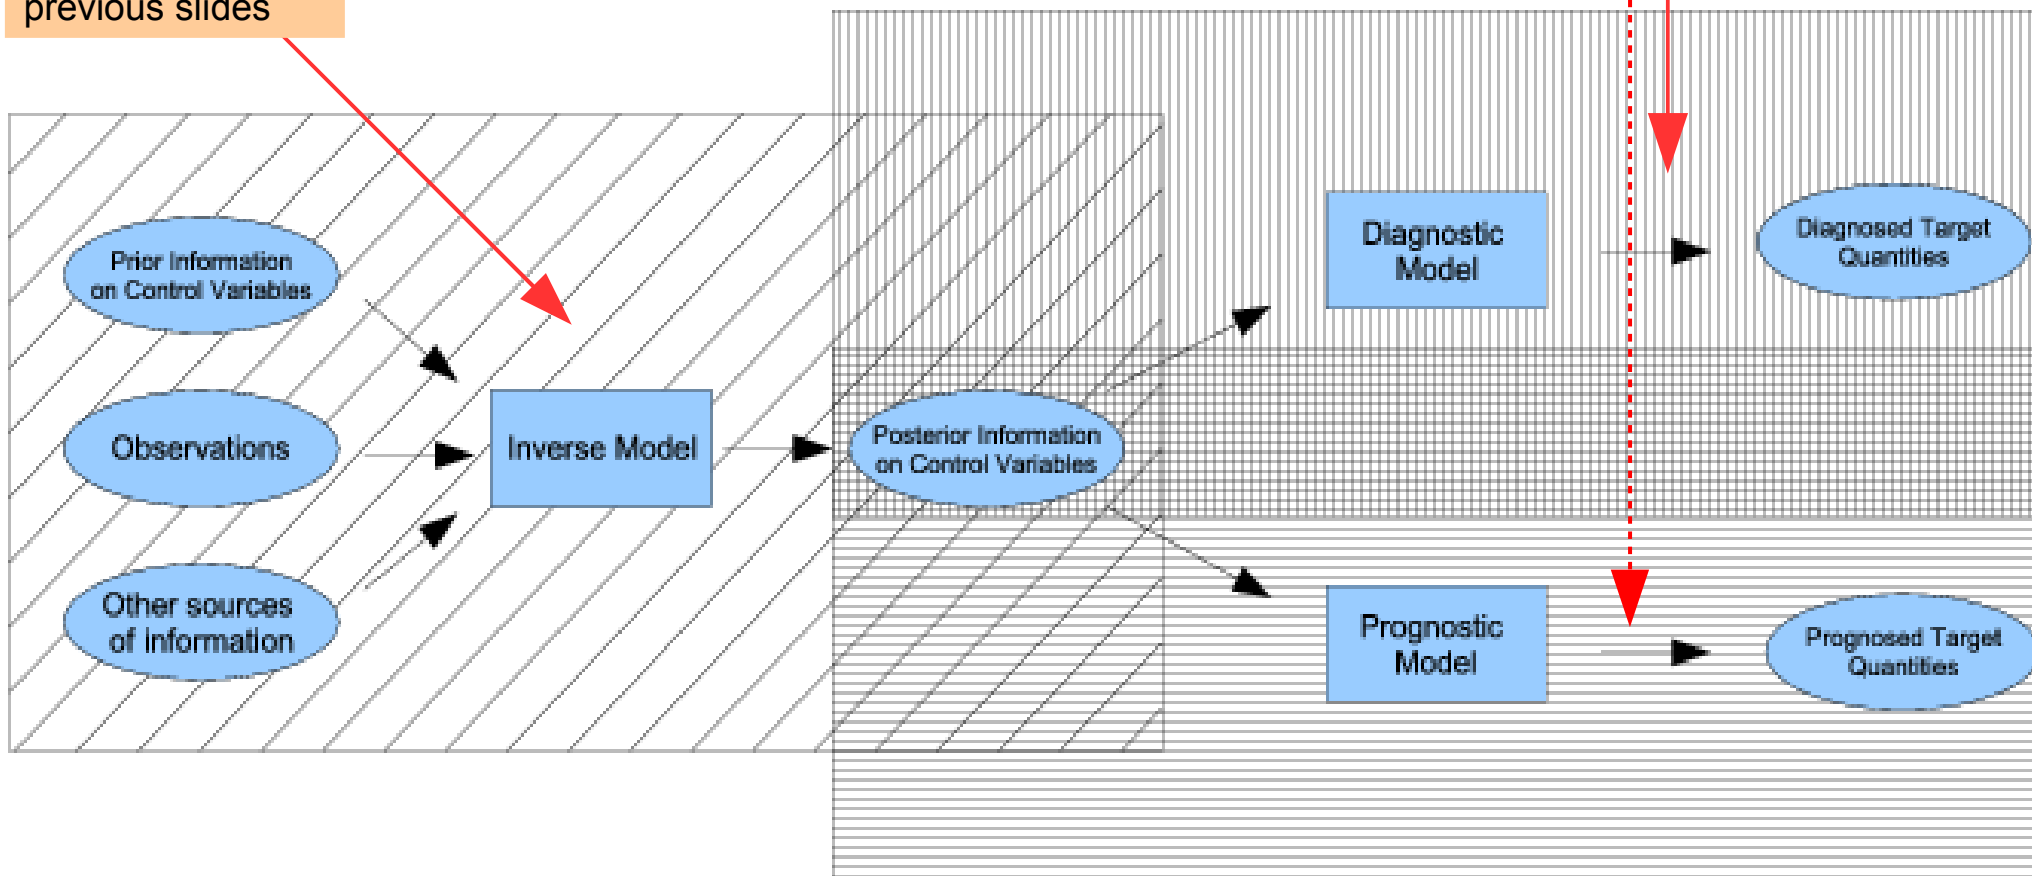 previous slides
Prior Information
on Control Variables
Observations
Other sources
of information
Inverse Model
Posterior Information
on Control Variables
Diagnostic
Model
Diagnosed Target
Quantities
Prognostic
Model
Prognosed Target
Quantities